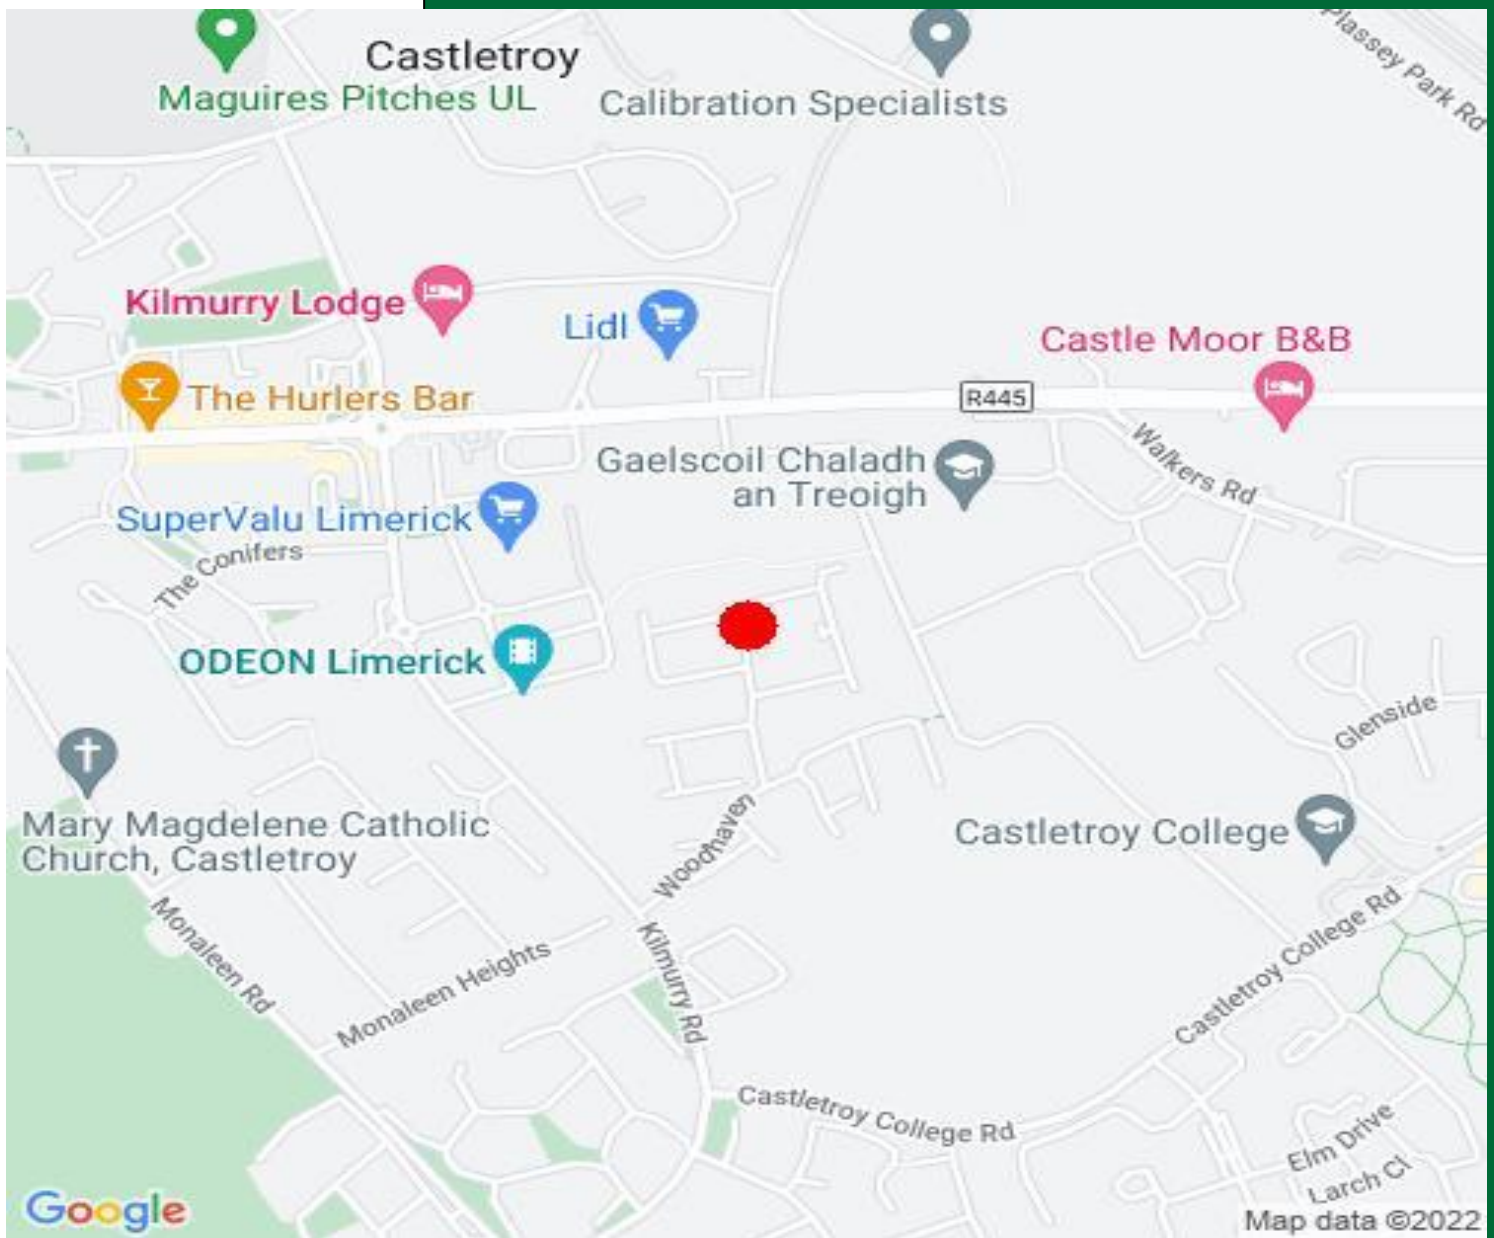 Castletroy
Maguires Pitches UL
Calibration Specialists
Plassey Park Rd
Kilmurry Lodge
Lidl
Castle Moor B&B
The Hurlers Bar
R445
Walkers Rd
Gaelscoil Chaladh
an Treoigh
SuperValu Limerick
The Conifers
ODEON Limerick
Glenside
Mary Magdelene Catholic
Church, Castletroy
Woodhaven
Castletroy College
Monaleen Rd
Monaleen Heights
Kilmurry Rd
Castletroy College Rd
Castletroy College Rd
Elm Drive
Larch Cl
Google
Map data ©2022